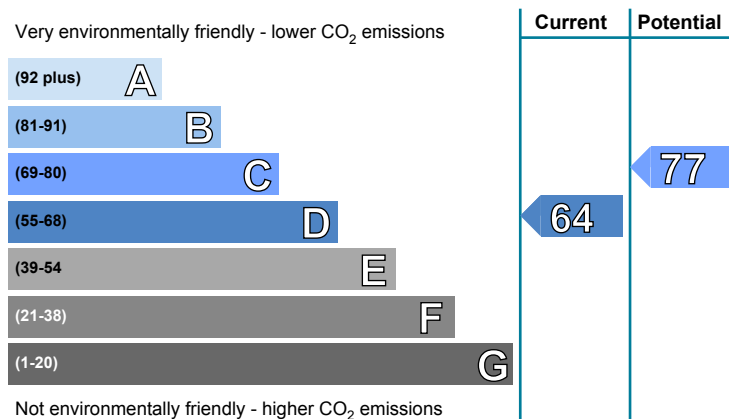 Current Potential
Very environmentally friendly - lower CO2 emissions
(92 plus) A
(81-91) B
(69-80) C
77
(55-68) D
64
(39-54 E
(21-38) F
(1-20) G
Not environmentally friendly - higher CO2 emissions